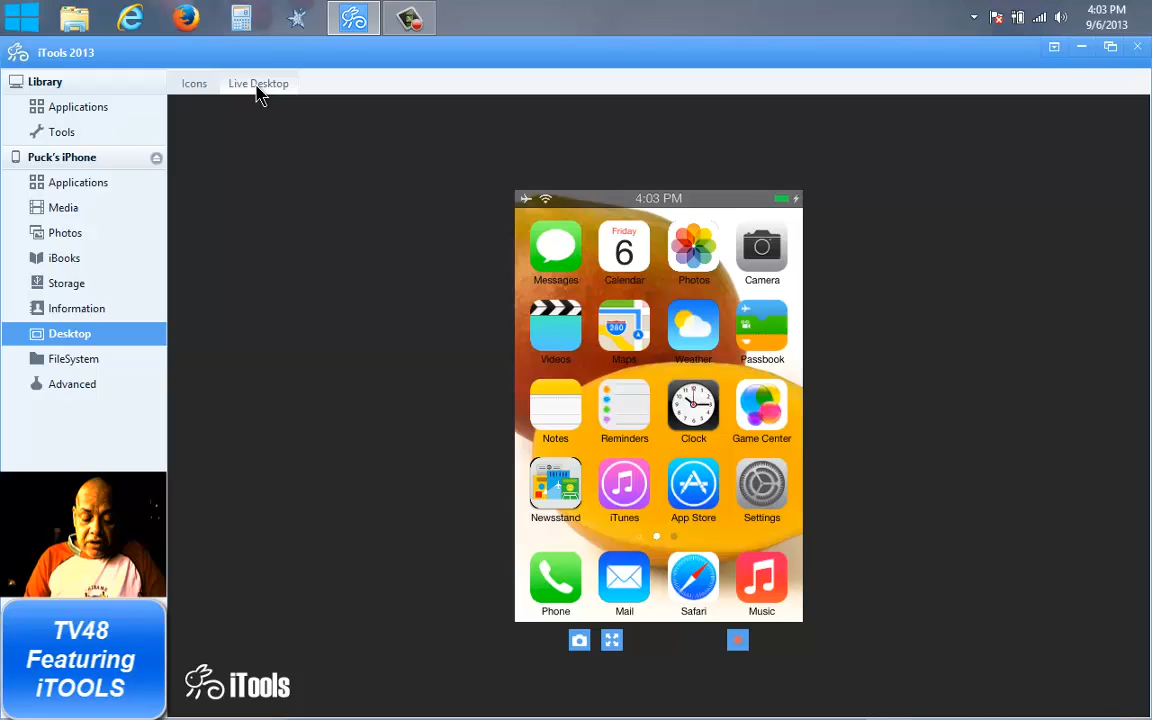 4:03 PM
9/6/2013
iTools 2013
Library
Icons
Live Desktop
Applications
Tools
Puck's iPhone
Applications
Media
Photos
iBooks
Storage
Information
Desktop
FileSystem
Advanced
4:03 PM
Friday
6
Messages
Calendar
Photos
Camera
280
Videos
Maps
Weather
Passbook
Notes
Reminders
Clock
Game Center
Newsstand
iTunes
App Store
Settings
Phone
Mail
Safari
Music
TV48
Featuring
iTOOLS
iTools